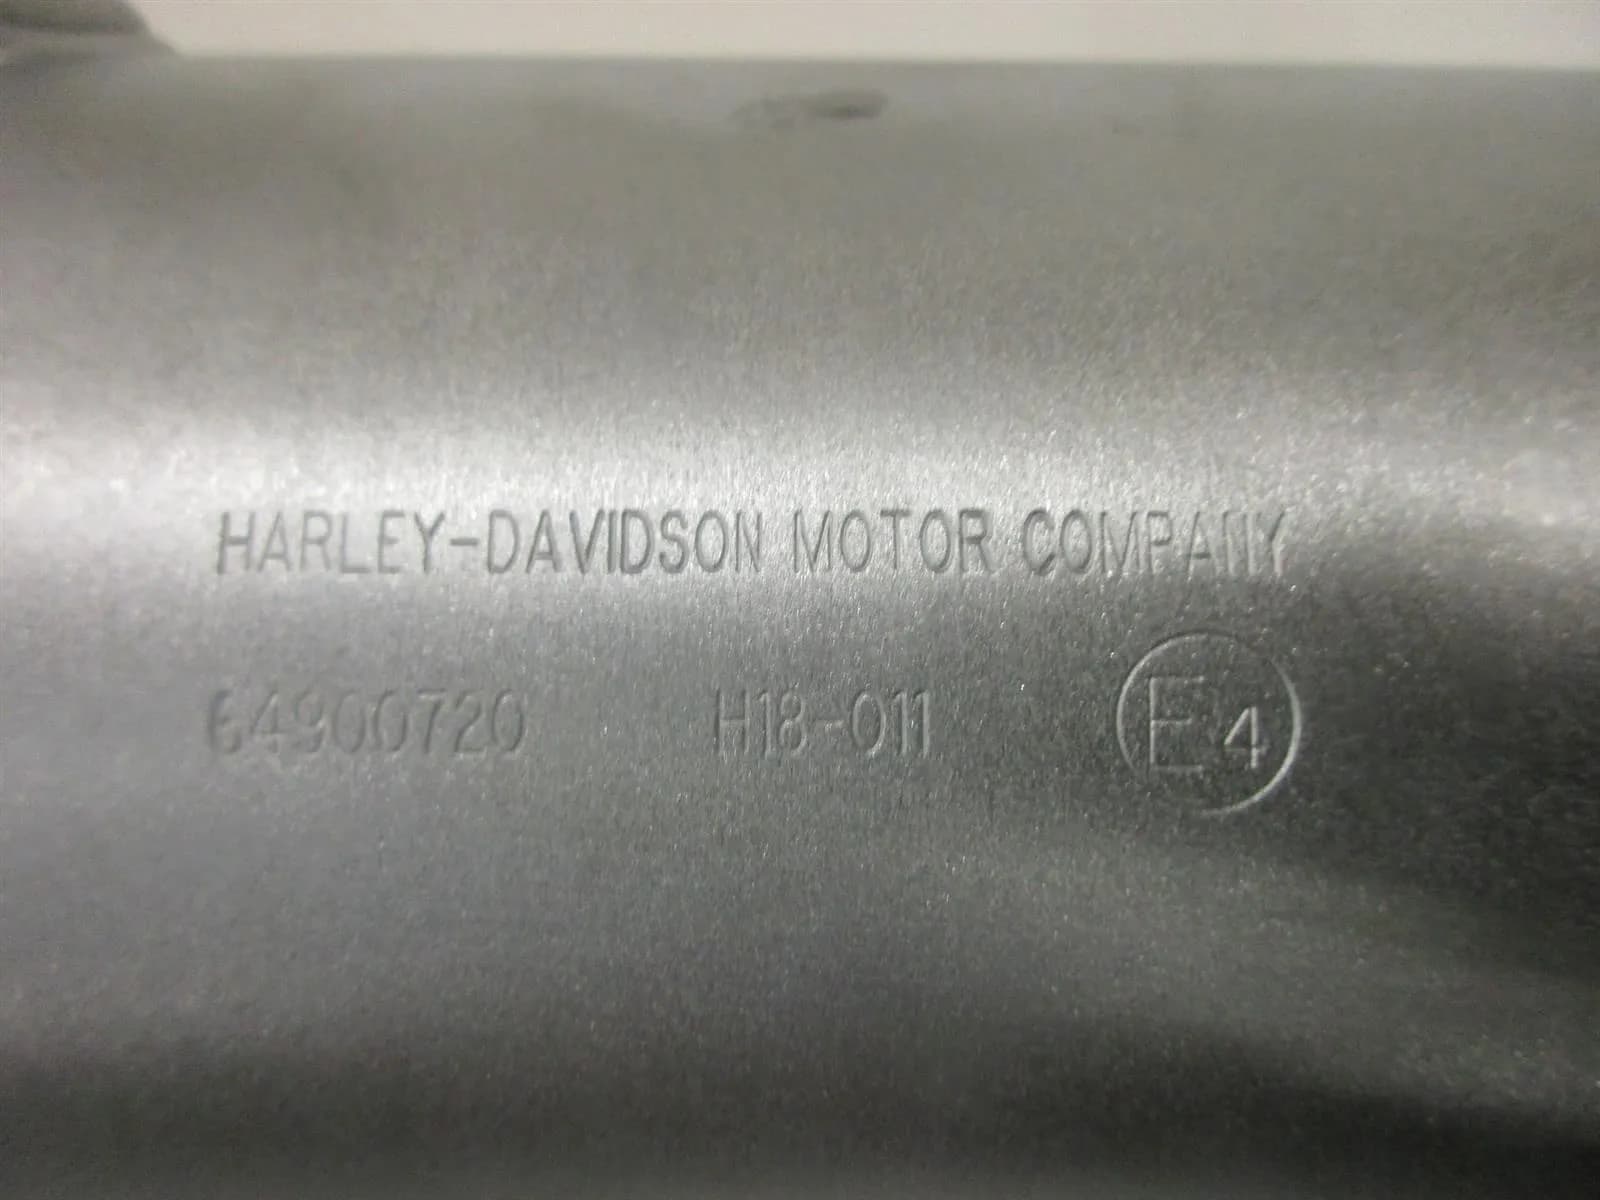 HARLEY-DAVIDSON MOTOR COMPANY
64900720 H18-011 E4